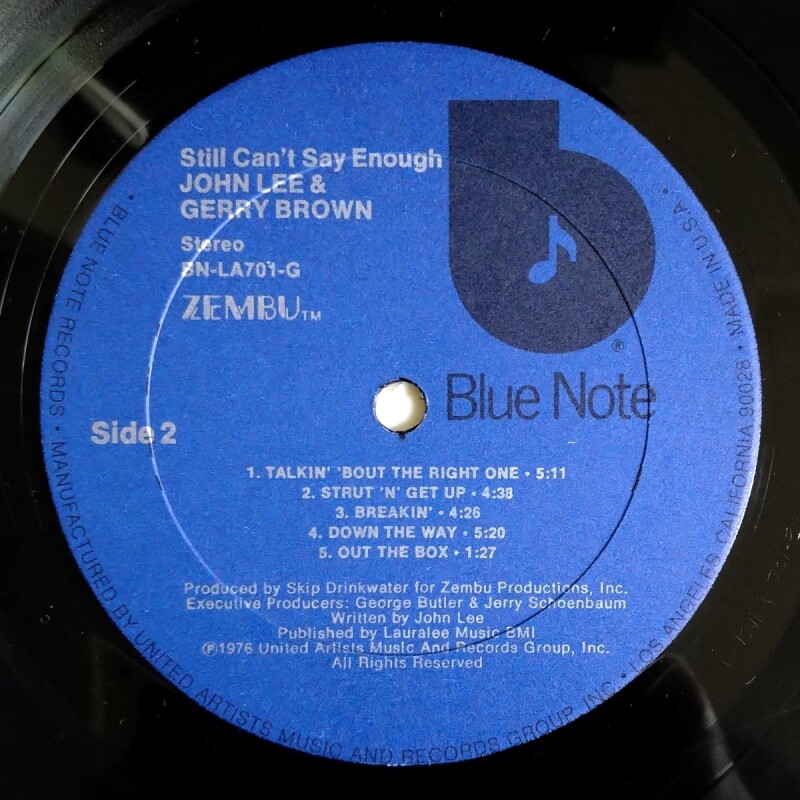 Still Can't Say Enough
JOHN LEE &
GERRY BROWN
Stereo
BN-LA701-G
ZEMBU™
®
Blue Note
Side 2
1. TALKIN' 'BOUT THE RIGHT ONE • 5:11
2. STRUT 'N' GET UP • 4:38
3. BREAKIN' • 4:26
4. DOWN THE WAY • 5:20
5. OUT THE BOX • 1:27
Produced by Skip Drinkwater for Zembu Productions, Inc.
Executive Producers: George Butler & Jerry Schoenbaum
Written by John Lee
Published by Lauralee Music BMI
℗1976 United Artists Music And Records Group, Inc.
All Rights Reserved
• BLUE NOTE RECORDS • MANUFACTURED BY UNITED ARTISTS MUSIC AND RECORDS GROUP, INC. • LOS ANGELES, CALIFORNIA 90028 • MADE IN U.S.A. •